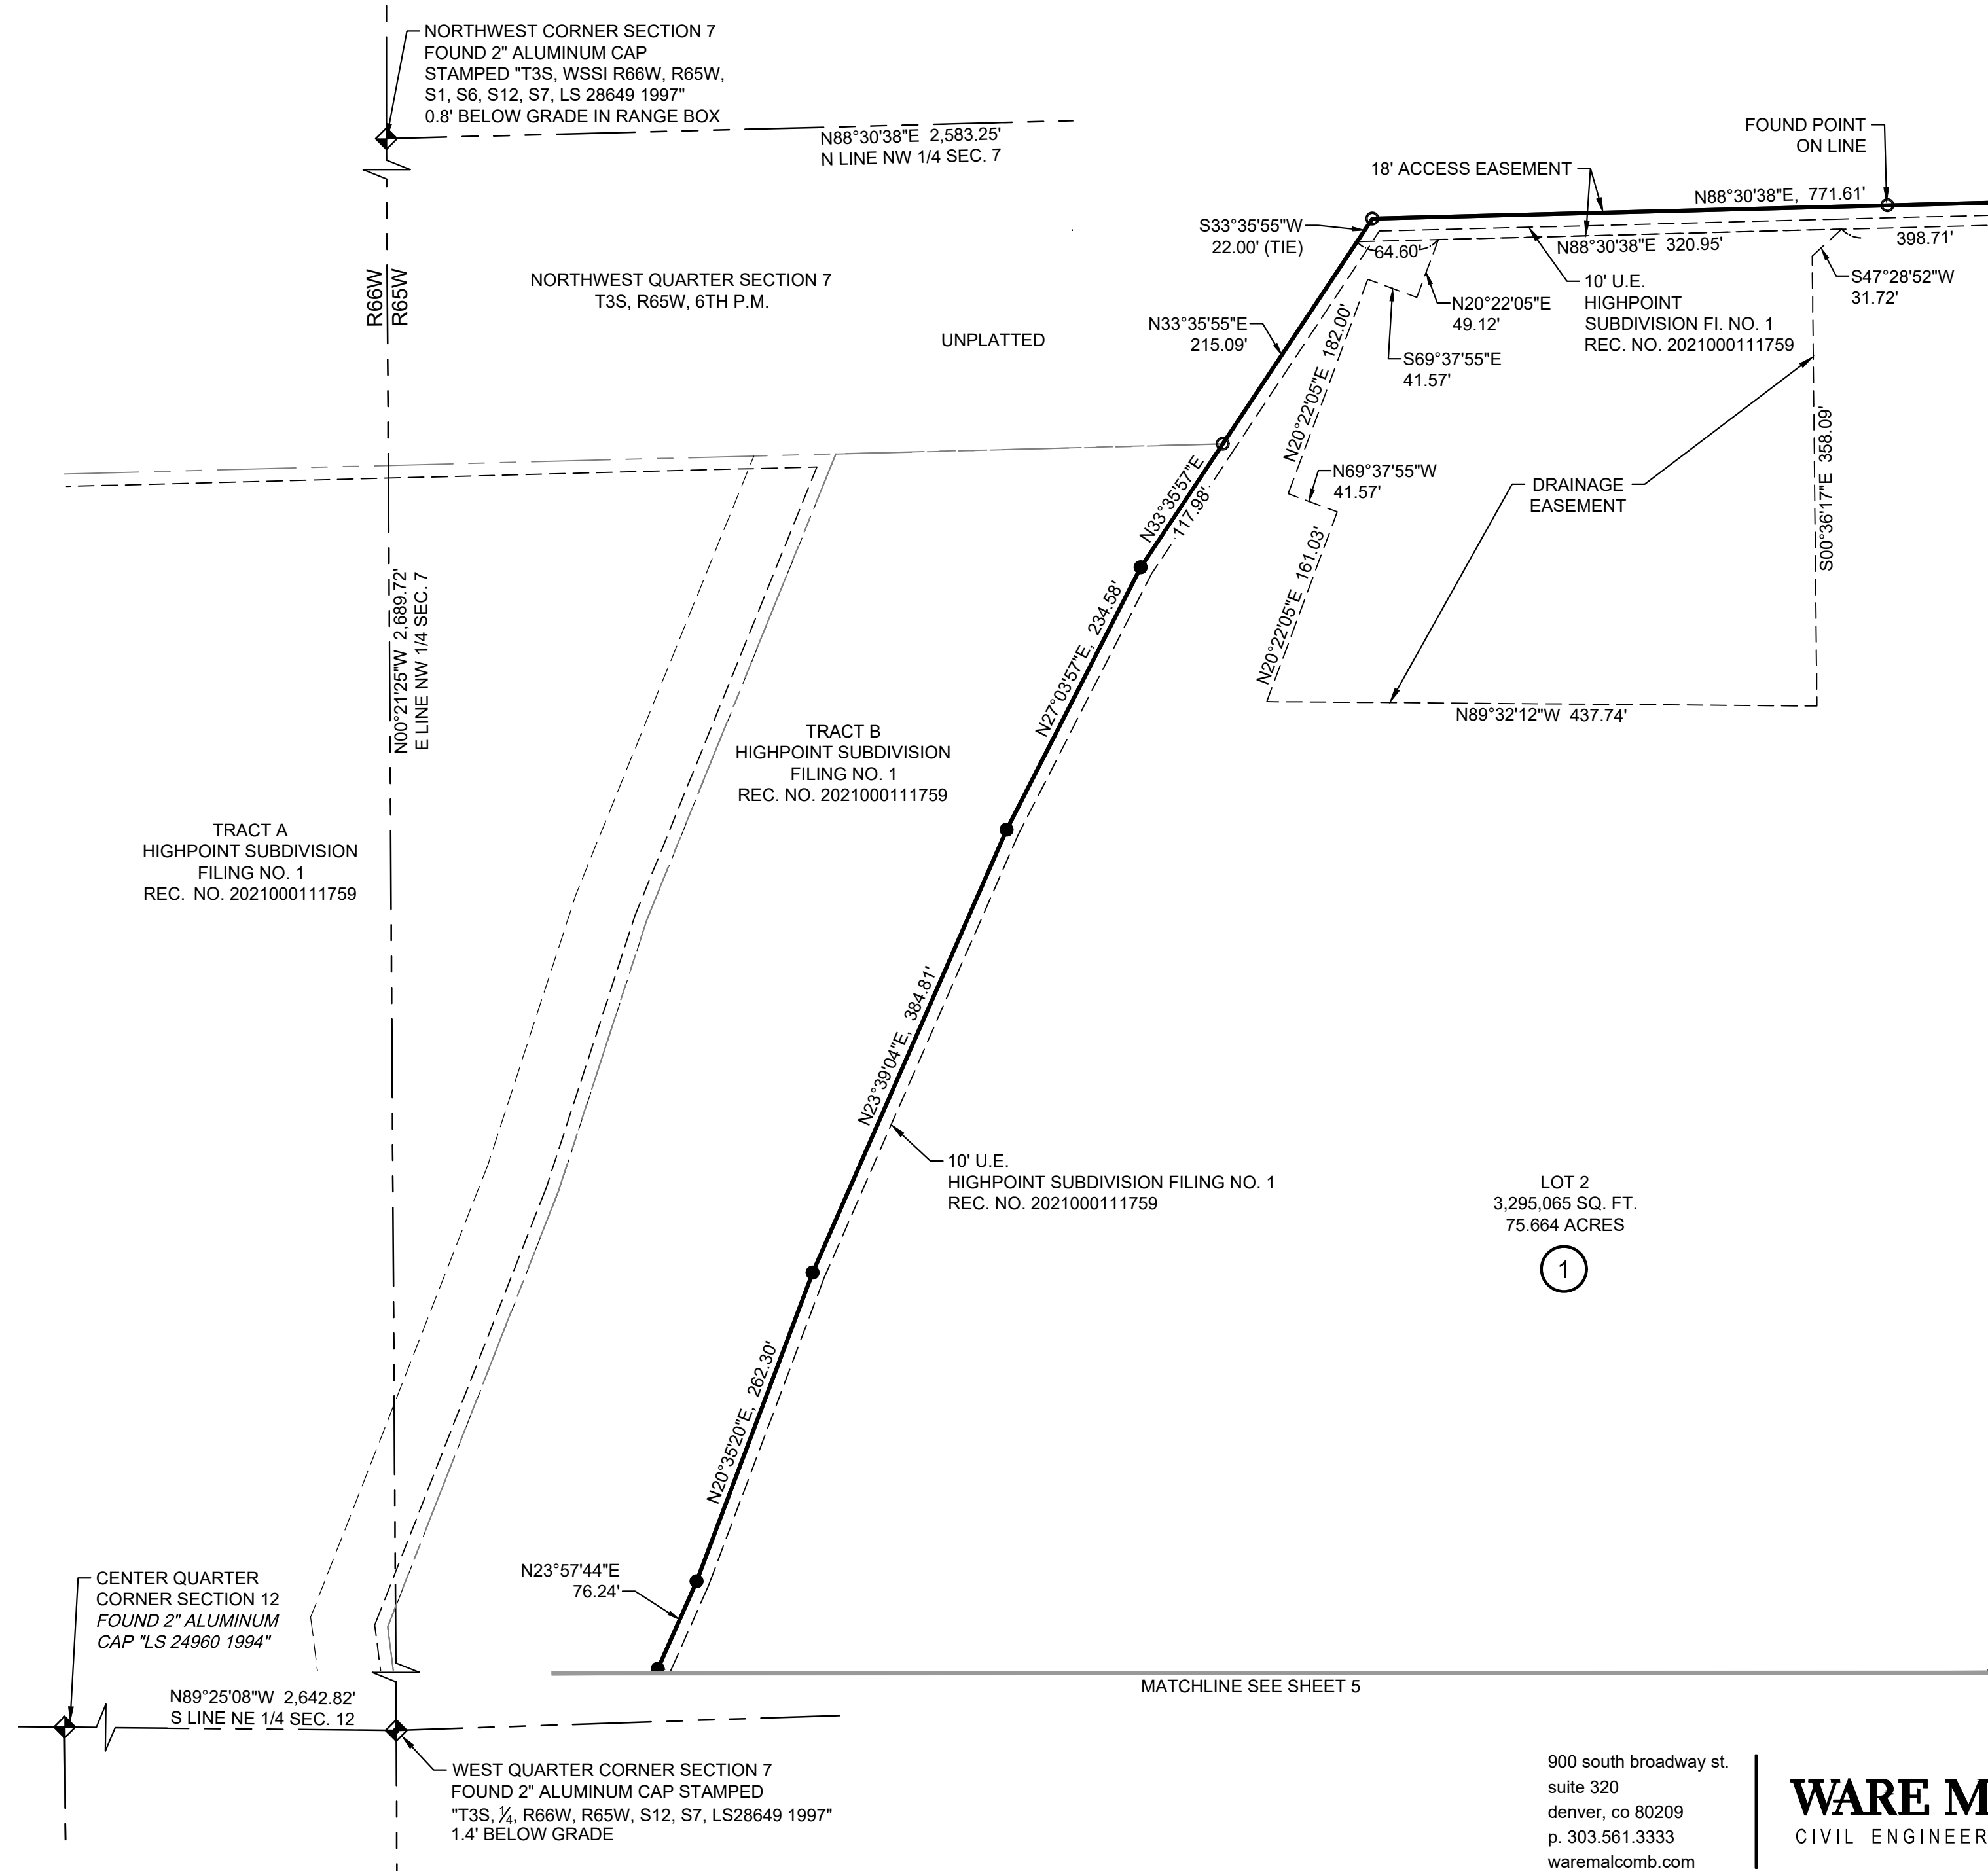 NORTHWEST CORNER SECTION 7
FOUND 2" ALUMINUM CAP
STAMPED "T3S, WSSI R66W, R65W,
S1, S6, S12, S7, LS 28649 1997"
0.8' BELOW GRADE IN RANGE BOX
N88°30'38"E 2,583.25'
N LINE NW 1/4 SEC. 7
FOUND POINT
ON LINE
18' ACCESS EASEMENT
N88°30'38"E, 771.61'
S33°35'55"W
22.00' (TIE)
64.60'
N88°30'38"E 320.95'
398.71'
S47°28'52"W
31.72'
10' U.E.
HIGHPOINT
SUBDIVISION FI. NO. 1
REC. NO. 2021000111759
N20°22'05"E
49.12'
S69°37'55"E
41.57'
R66W
R65W
NORTHWEST QUARTER SECTION 7
T3S, R65W, 6TH P.M.
UNPLATTED
N33°35'55"E
215.09'
N20°22'05"E 182.00'
N69°37'55"W
41.57'
DRAINAGE
EASEMENT
S00°36'17"E 358.09'
N33°35'57"E
117.98'
N20°22'05"E 161.03'
N27°03'57"E, 234.58'
N89°32'12"W 437.74'
N00°21'25"W 2,689.72'
E LINE NW 1/4 SEC. 7
TRACT B
HIGHPOINT SUBDIVISION
FILING NO. 1
REC. NO. 2021000111759
TRACT A
HIGHPOINT SUBDIVISION
FILING NO. 1
REC. NO. 2021000111759
N23°39'04"E, 384.81'
10' U.E.
HIGHPOINT SUBDIVISION FILING NO. 1
REC. NO. 2021000111759
LOT 2
3,295,065 SQ. FT.
75.664 ACRES
1
N20°35'20"E, 262.30'
N23°57'44"E
76.24'
CENTER QUARTER
CORNER SECTION 12
FOUND 2" ALUMINUM
CAP "LS 24960 1994"
N89°25'08"W 2,642.82'
S LINE NE 1/4 SEC. 12
MATCHLINE SEE SHEET 5
WEST QUARTER CORNER SECTION 7
FOUND 2" ALUMINUM CAP STAMPED
"T3S, ¼, R66W, R65W, S12, S7, LS28649 1997"
1.4' BELOW GRADE
900 south broadway st.
suite 320
denver, co 80209
p. 303.561.3333
waremalcomb.com
WARE M
CIVIL ENGINEER